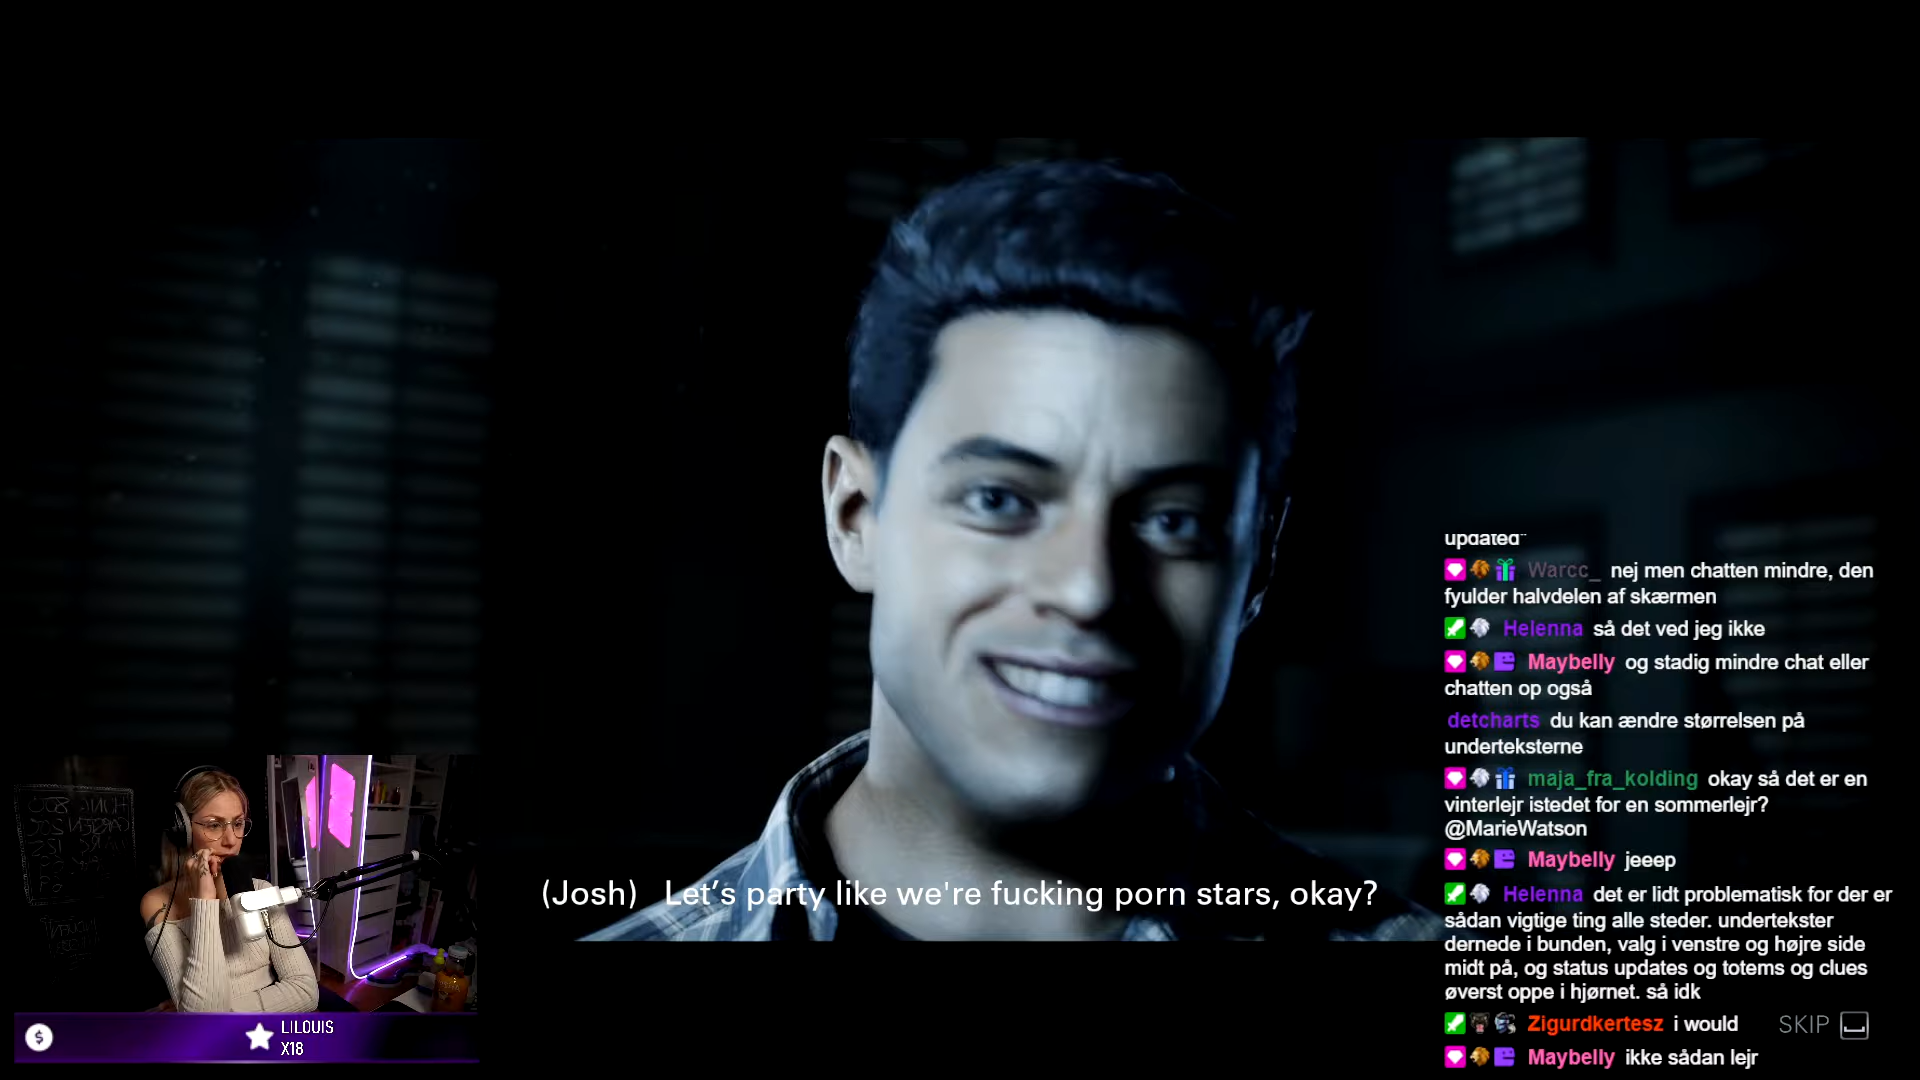 updated"
Warcc_ nej men chatten mindre, den
fyulder halvdelen af skærmen
Helenna så det ved jeg ikke
Maybelly og stadig mindre chat eller
chatten op også
detcharts du kan ændre størrelsen på
underteksterne
maja_fra_kolding okay så det er en
vinterlejr istedet for en sommerlejr?
@MarieWatson
Maybelly jeeep
Helenna det er lidt problematisk for der er
sådan vigtige ting alle steder. undertekster
dernede i bunden, valg i venstre og højre side
midt på, og status updates og totems og clues
øverst oppe i hjørnet. så idk
Zigurdkertesz i would
Maybelly ikke sådan lejr
SKIP
(Josh) Let’s party like we're fucking porn stars, okay?
$
LILOUIS
X18